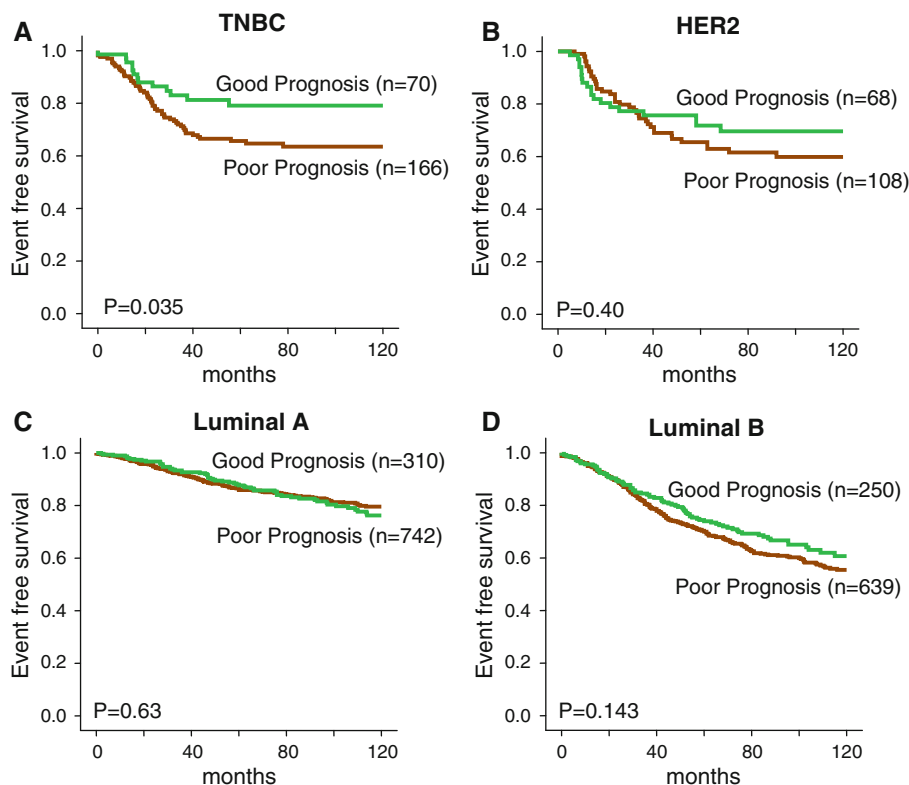 A
TNBC
Event free survival
1.0
0.8
0.6
0.4
0.2
0.0
Good Prognosis (n=70)
Poor Prognosis (n=166)
P=0.035
0 40 80 120
months
B
HER2
Event free survival
1.0
0.8
0.6
0.4
0.2
0.0
Good Prognosis (n=68)
Poor Prognosis (n=108)
P=0.40
0 40 80 120
months
C
Luminal A
Event free survival
1.0
0.8
0.6
0.4
0.2
0.0
Good Prognosis (n=310)
Poor Prognosis (n=742)
P=0.63
0 40 80 120
months
D
Luminal B
Event free survival
1.0
0.8
0.6
0.4
0.2
0.0
Good Prognosis (n=250)
Poor Prognosis (n=639)
P=0.143
0 40 80 120
months